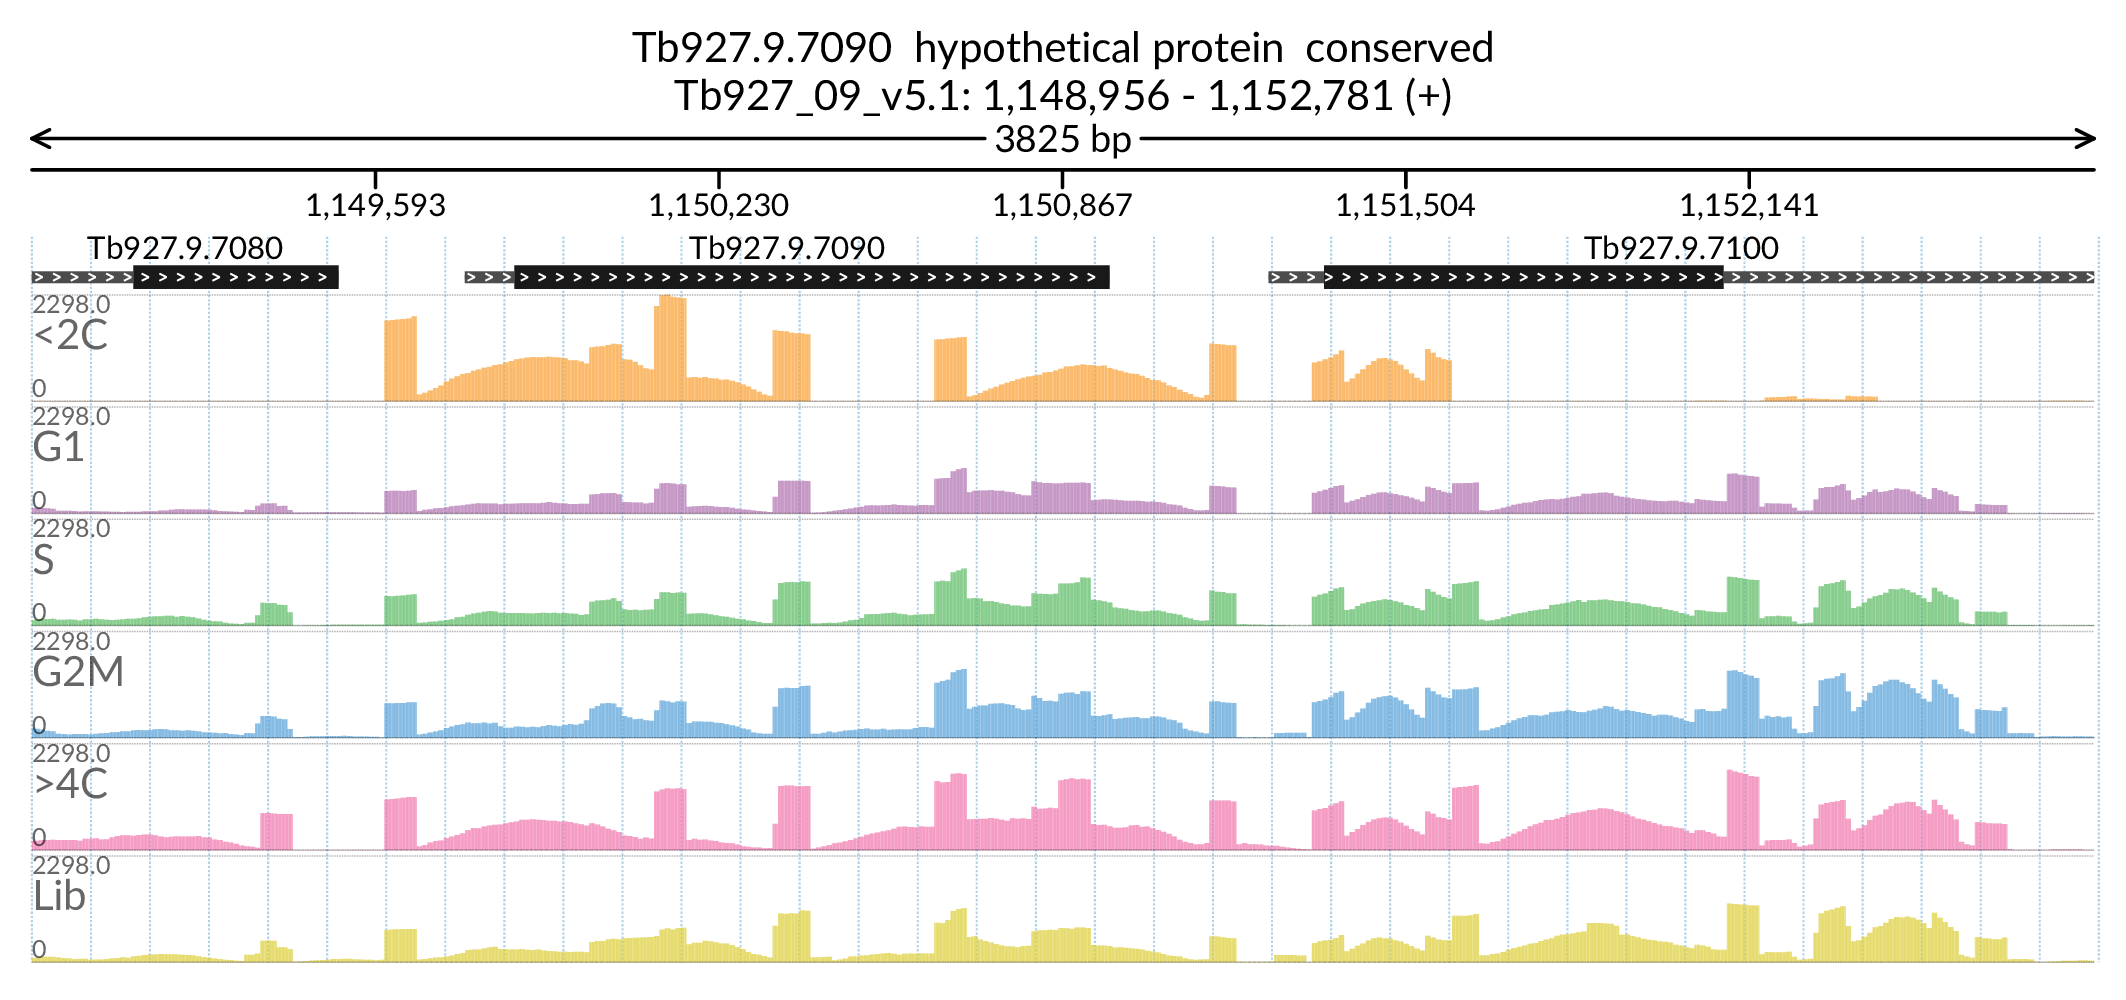 Tb927.9.7090  hypothetical protein  conserved
Tb927_09_v5.1: 1,148,956 - 1,152,781 (+)
3825 bp
1,149,593 1,150,230 1,150,867 1,151,504 1,152,141
Tb927.9.7080 Tb927.9.7090 Tb927.9.7100
2298.0
<2C
0
2298.0
G1
0
2298.0
S
0
2298.0
G2M
0
2298.0
>4C
0
2298.0
Lib
0